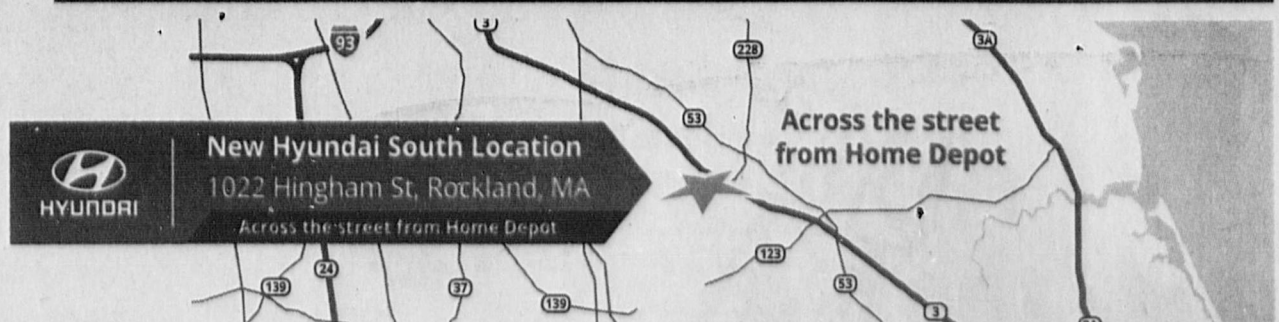 3
93
228
3A
53
Across the street
from Home Depot
New Hyundai South Location
1022 Hingham St, Rockland, MA
HYUNDAI
Across the street from Home Depot
123
24
139
37
53
139
3